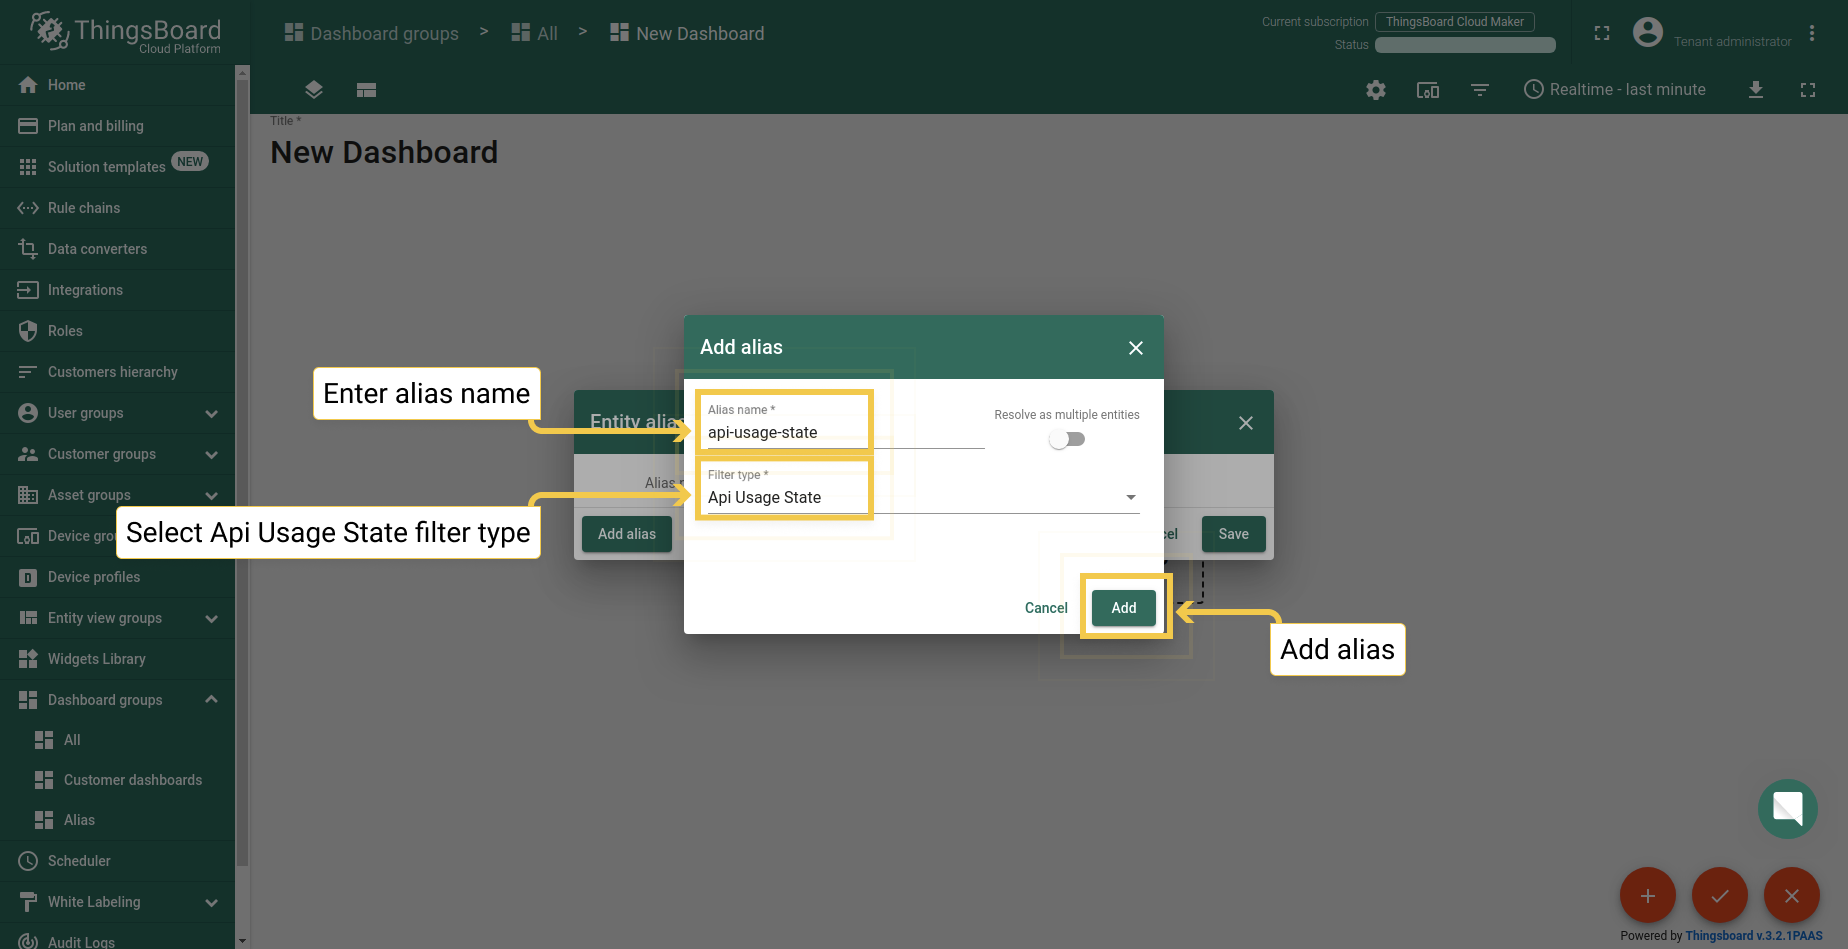 ThingsBoard
Cloud Platform
Dashboard groups > All > New Dashboard
Current subscription ThingsBoard Cloud Maker
Status
Tenant administrator
Realtime - last minute
Home
Plan and billing
Solution templates NEW
Rule chains
Data converters
Integrations
Roles
Customers hierarchy
User groups
Customer groups
Asset groups
Device grou
Device profiles
Entity view groups
Widgets Library
Dashboard groups
All
Customer dashboards
Alias
Scheduler
White Labeling
Audit Logs
Title *
New Dashboard
Entity alia
Alias n
Add alias
cel
Save
Add alias
Alias name *
api-usage-state
Resolve as multiple entities
Filter type *
Api Usage State
Cancel
Add
Enter alias name
Select Api Usage State filter type
Add alias
Powered by Thingsboard v.3.2.1PAAS